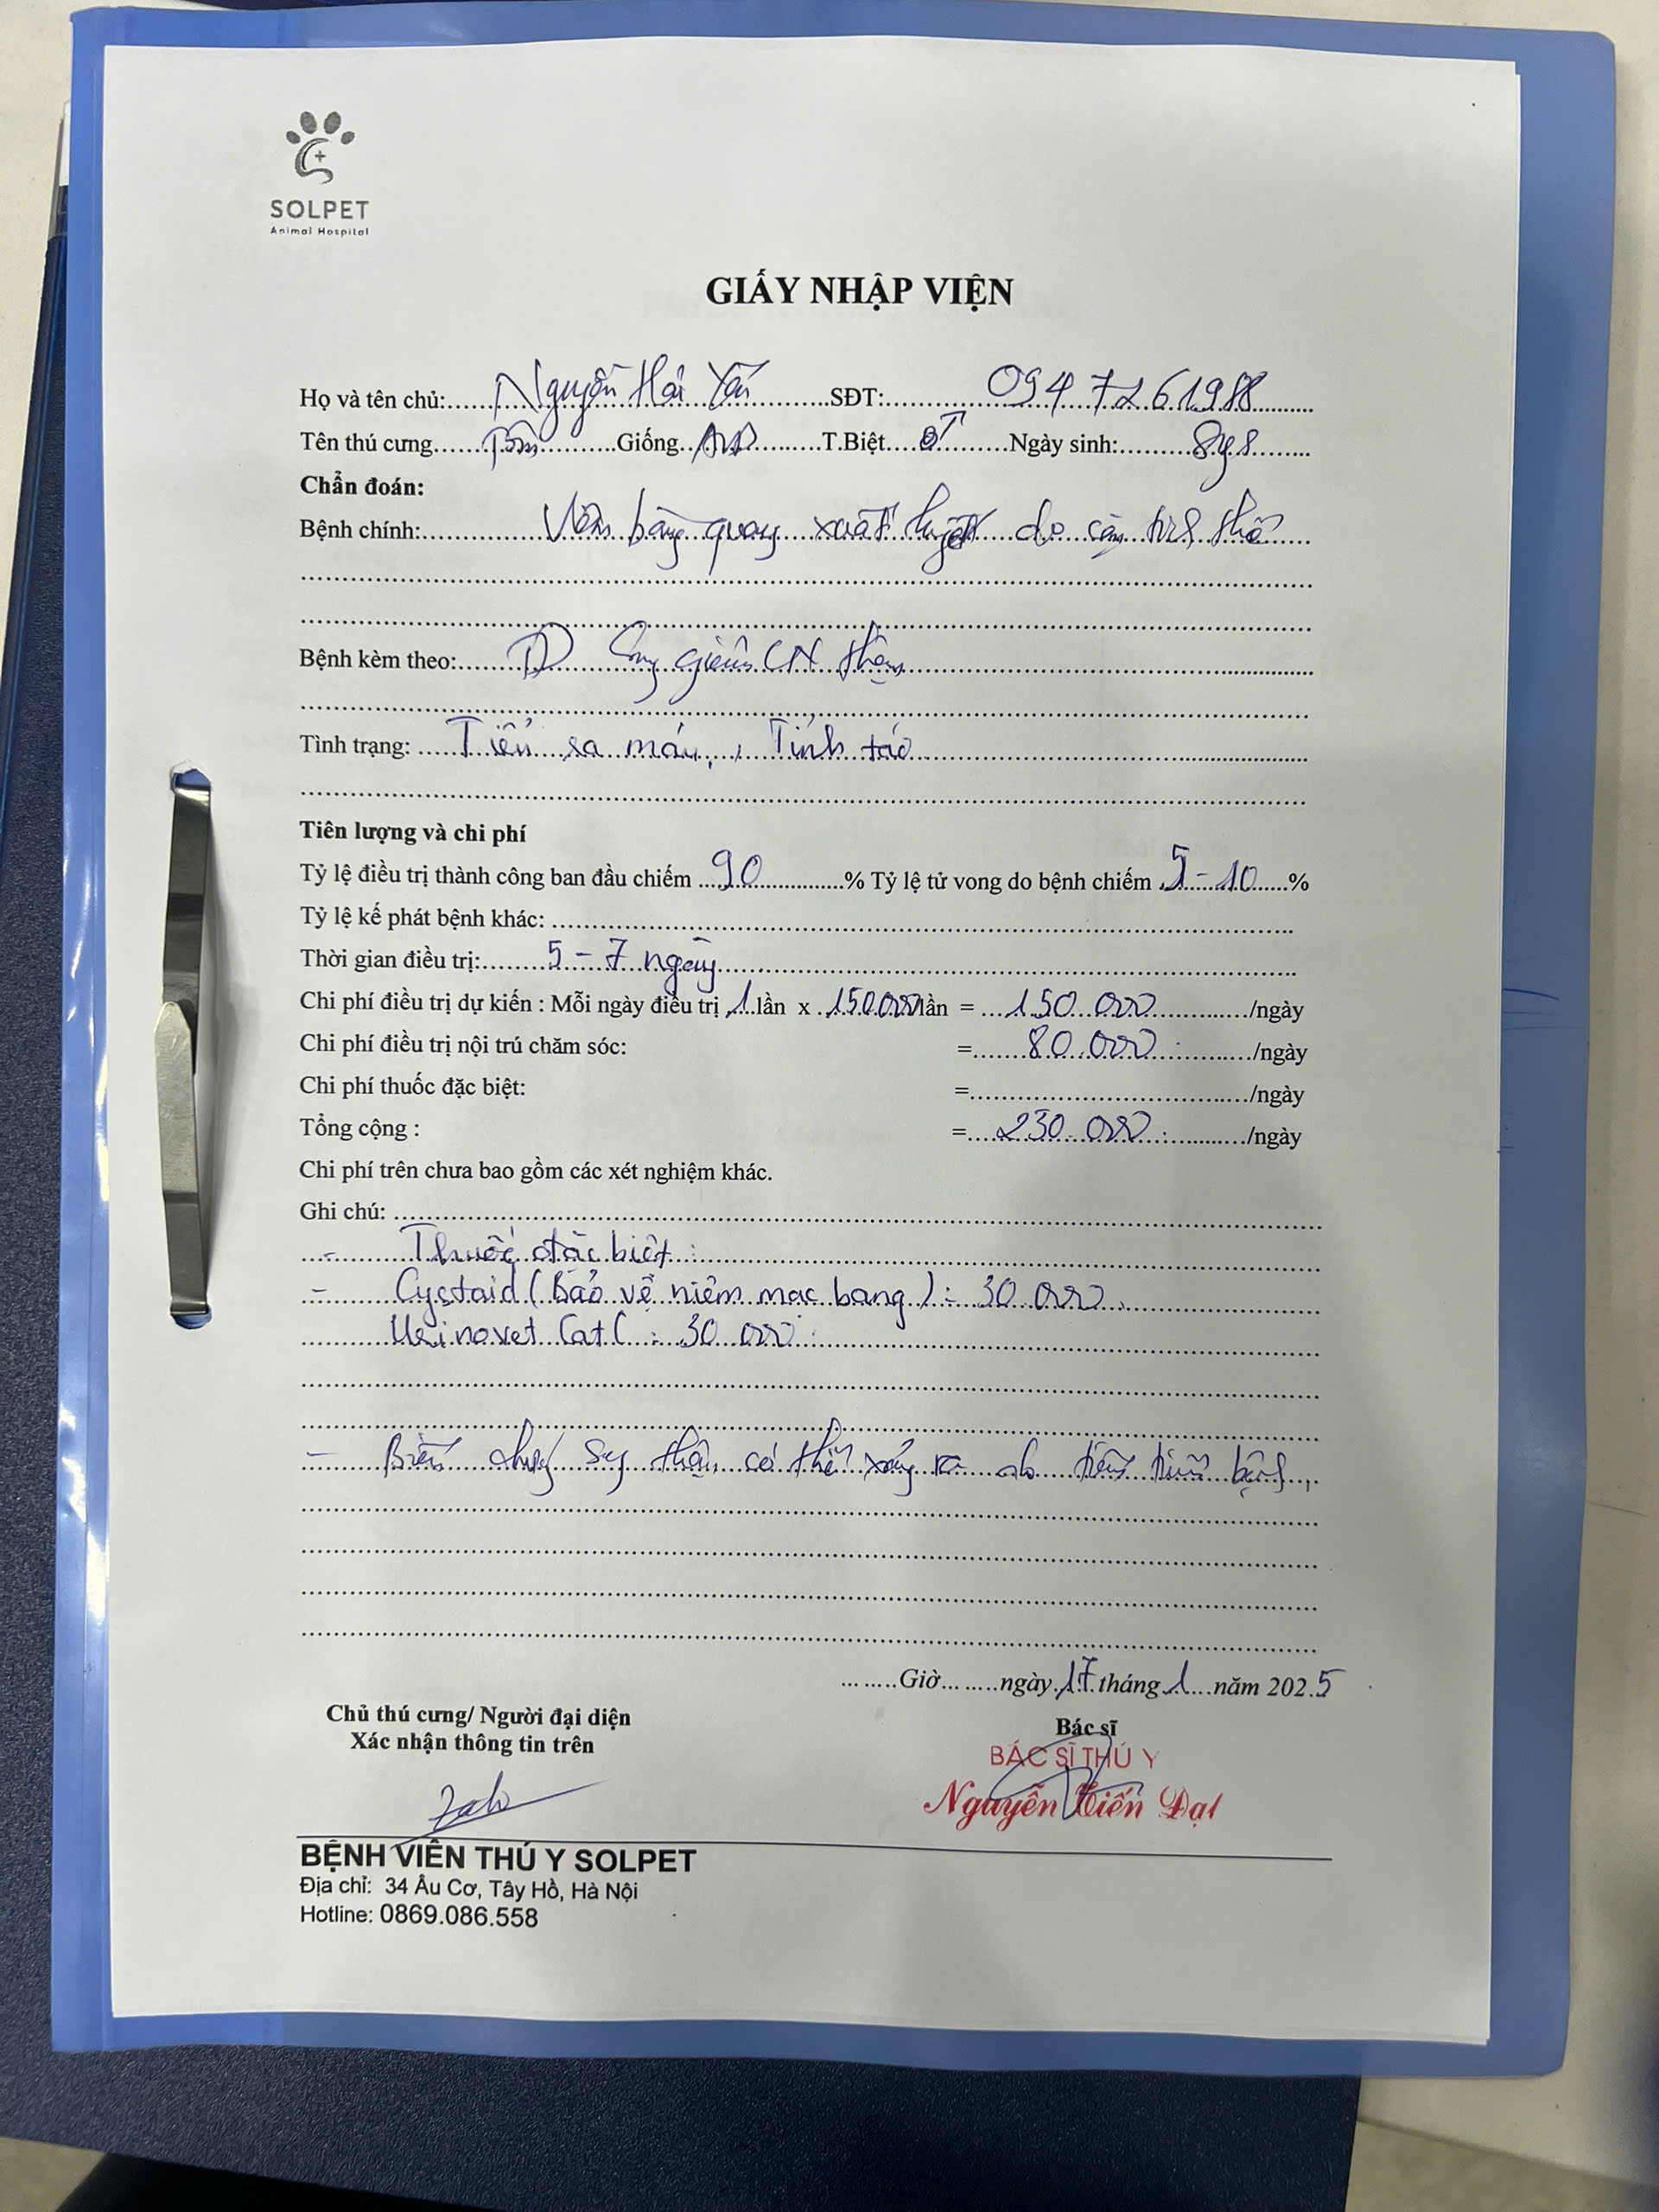 SOLPET
Animal Hospital
GIẤY NHẬP VIỆN
Họ và tên chủ: Nguyễn Hải Yến SĐT: 0947261988
Tên thú cưng Giống T.Biệt Ngày sinh:
Chẩn đoán:
Bệnh chính: Viêm bàng quang xuất huyết do tinh thể
Bệnh kèm theo: TD Suy giảm CN thận
Tình trạng: Tiểu ra máu, Tỉnh táo
Tiên lượng và chi phí
Tỷ lệ điều trị thành công ban đầu chiếm 90 % Tỷ lệ tử vong do bệnh chiếm 5-10 %
Tỷ lệ kế phát bệnh khác:
Thời gian điều trị: 5-7 ngày
Chi phí điều trị dự kiến : Mỗi ngày điều trị 1 lần x 150.000 lần = 150.000 /ngày
Chi phí điều trị nội trú chăm sóc: = 80.000 /ngày
Chi phí thuốc đặc biệt: = /ngày
Tổng cộng : = 230.000 /ngày
Chi phí trên chưa bao gồm các xét nghiệm khác.
Ghi chú:
- Thuốc đặc biệt:
- Cystaid (Bảo vệ niêm mạc bang): 30.000
Urinovet Cat : 30.000
- Biến chứng suy thận có thể xảy ra do tiến triển bệnh.
Giờ ngày 17 tháng 1 năm 2025
Chủ thú cưng/ Người đại diện
Xác nhận thông tin trên
Bác sĩ
BÁC SĨ THÚ Y
Nguyễn Tiến Đạt
BỆNH VIỆN THÚ Y SOLPET
Địa chỉ: 34 Âu Cơ, Tây Hồ, Hà Nội
Hotline: 0869.086.558